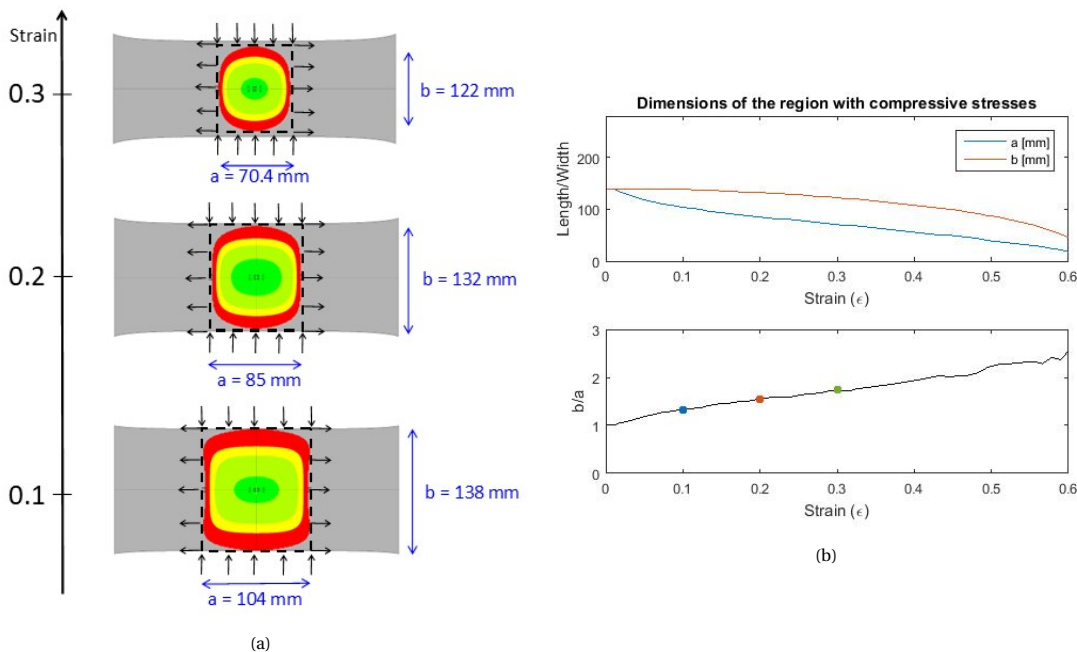 Strain
0.3
b = 122 mm
a = 70.4 mm
0.2
b = 132 mm
a = 85 mm
0.1
b = 138 mm
a = 104 mm
(a)
Dimensions of the region with compressive stresses
a [mm]
b [mm]
Length/Width
200
100
0
0 0.1 0.2 0.3 0.4 0.5 0.6
Strain (ϵ)
b/a
3
2
1
0
0 0.1 0.2 0.3 0.4 0.5 0.6
Strain (ϵ)
(b)